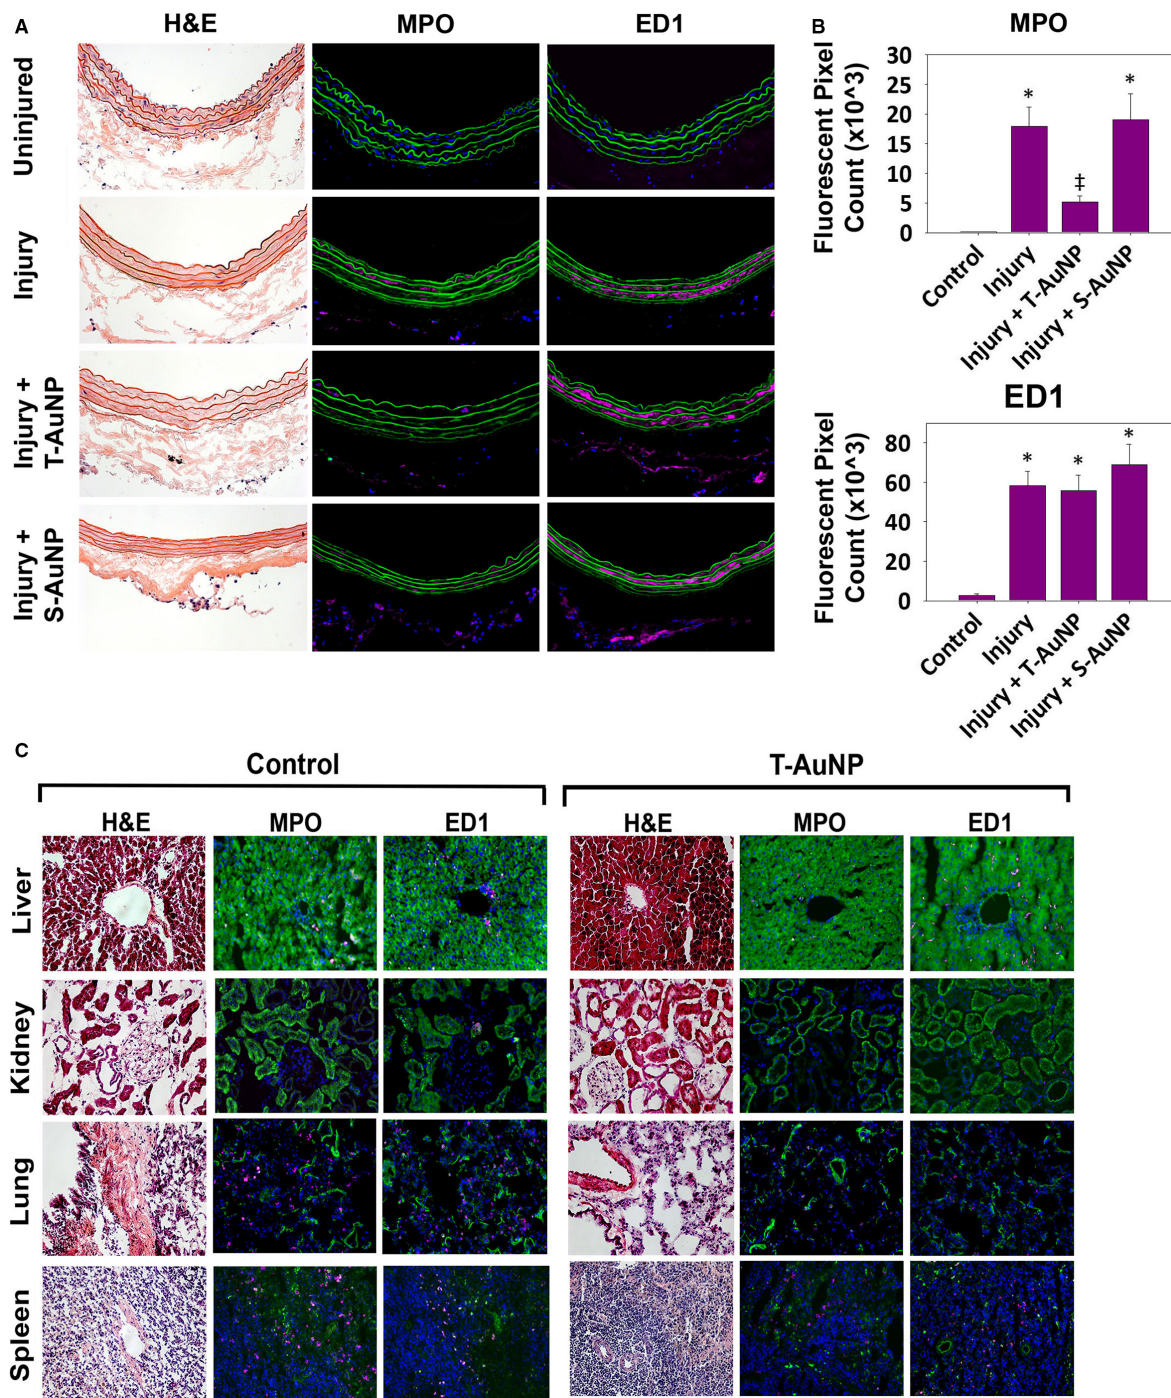 A
H&E
MPO
ED1
Uninjured
Injury
Injury +
T-AuNP
Injury +
S-AuNP
B
MPO
Fluorescent Pixel
Count (x10^3)
30
25
20
15
10
5
0
*
*
‡
Control
Injury
Injury + T-AuNP
Injury + S-AuNP
ED1
Fluorescent Pixel
Count (x10^3)
80
60
40
20
0
*
*
*
Control
Injury
Injury + T-AuNP
Injury + S-AuNP
C
Control
T-AuNP
H&E
MPO
ED1
H&E
MPO
ED1
Liver
Kidney
Lung
Spleen